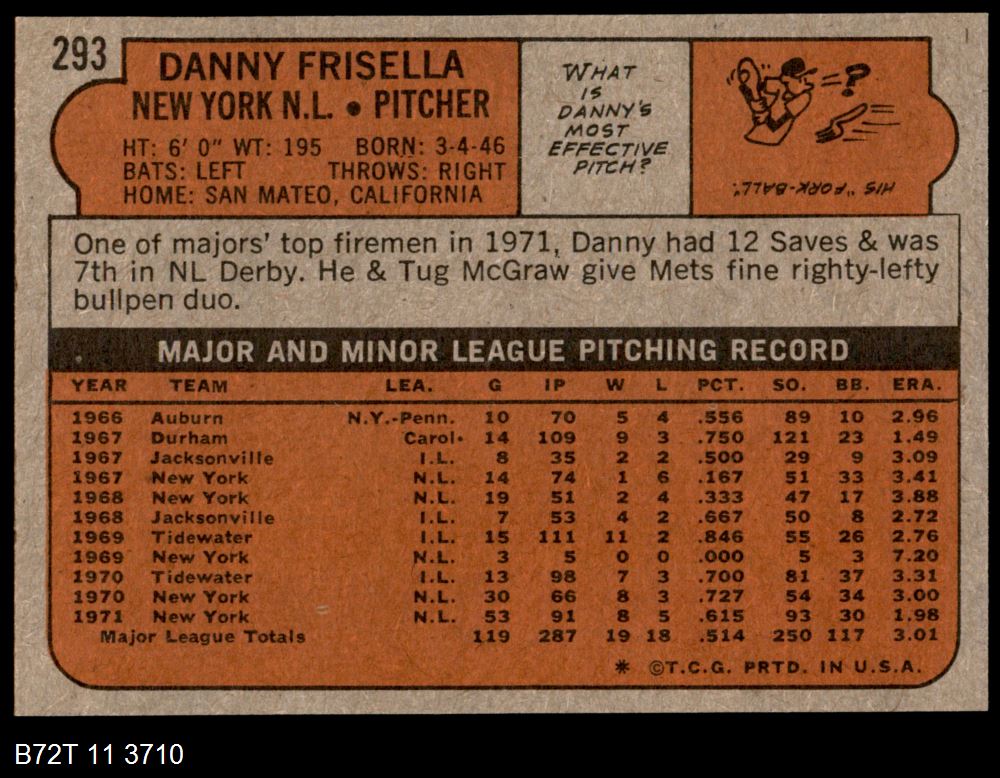 293
DANNY FRISELLA
NEW YORK N.L. • PITCHER
HT: 6' 0" WT: 195 BORN: 3-4-46
BATS: LEFT THROWS: RIGHT
HOME: SAN MATEO, CALIFORNIA
WHAT
IS
DANNY'S
MOST
EFFECTIVE
PITCH?
?
HIS "FORK-BALL".
One of majors' top firemen in 1971, Danny had 12 Saves & was
7th in NL Derby. He & Tug McGraw give Mets fine righty-lefty
bullpen duo.
MAJOR AND MINOR LEAGUE PITCHING RECORD
YEAR TEAM LEA. G IP W L PCT. SO. BB. ERA.
1966 Auburn N.Y.-Penn. 10 70 5 4 .556 89 10 2.96
1967 Durham Carol. 14 109 9 3 .750 121 23 1.49
1967 Jacksonville I.L. 8 35 2 2 .500 29 9 3.09
1967 New York N.L. 14 74 1 6 .167 51 33 3.41
1968 New York N.L. 19 51 2 4 .333 47 17 3.88
1968 Jacksonville I.L. 7 53 4 2 .667 50 8 2.72
1969 Tidewater I.L. 15 111 11 2 .846 55 26 2.76
1969 New York N.L. 3 5 0 0 .000 5 3 7.20
1970 Tidewater I.L. 13 98 7 3 .700 81 37 3.31
1970 New York N.L. 30 66 8 3 .727 54 34 3.00
1971 New York N.L. 53 91 8 5 .615 93 30 1.98
Major League Totals 119 287 19 18 .514 250 117 3.01
* ©T.C.G. PRTD. IN U.S.A.
B72T 11 3710